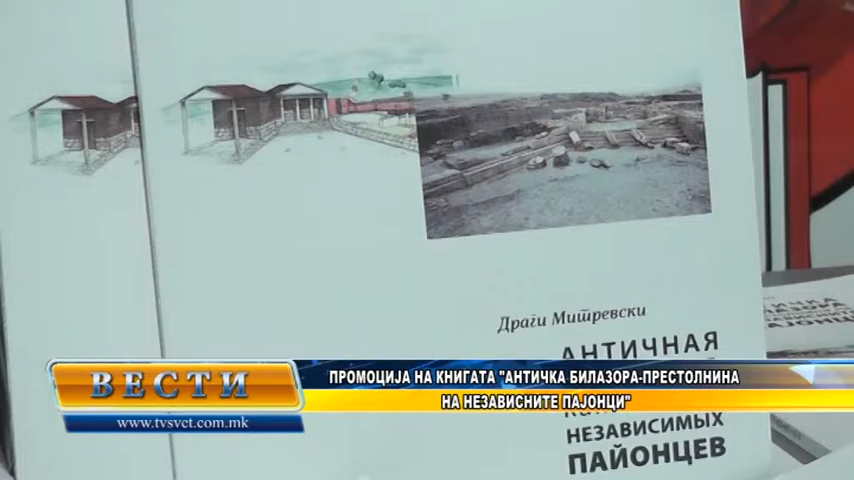 Драги Митревски
АНТИЧНАЯ
НЕЗАВИСИМЫХ
ПАЙОНЦЕВ
ВЕСТИ
www.tvsvet.com.mk
ПРОМОЦИЈА НА КНИГАТА "АНТИЧКА БИЛАЗОРА-ПРЕСТОЛНИНА
НА НЕЗАВИСНИТЕ ПАЈОНЦИ"